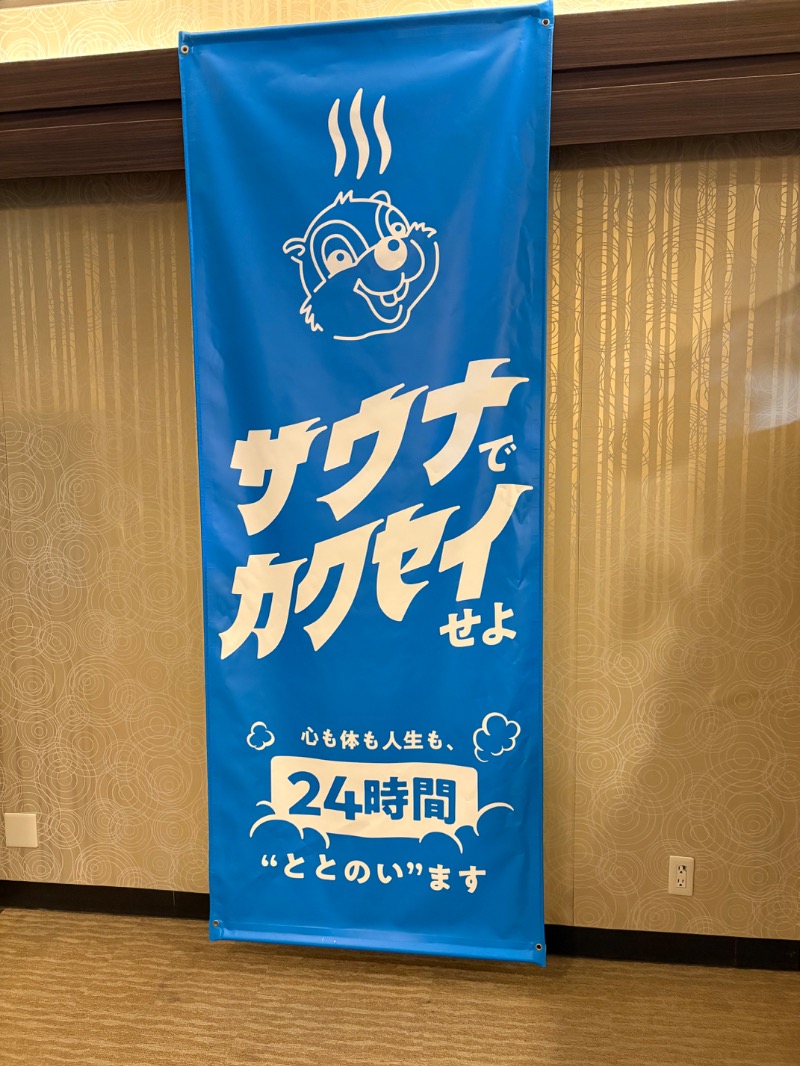 サウナで
カクセイ
せよ
心も体も人生も、
24時間
“ととのい”ます